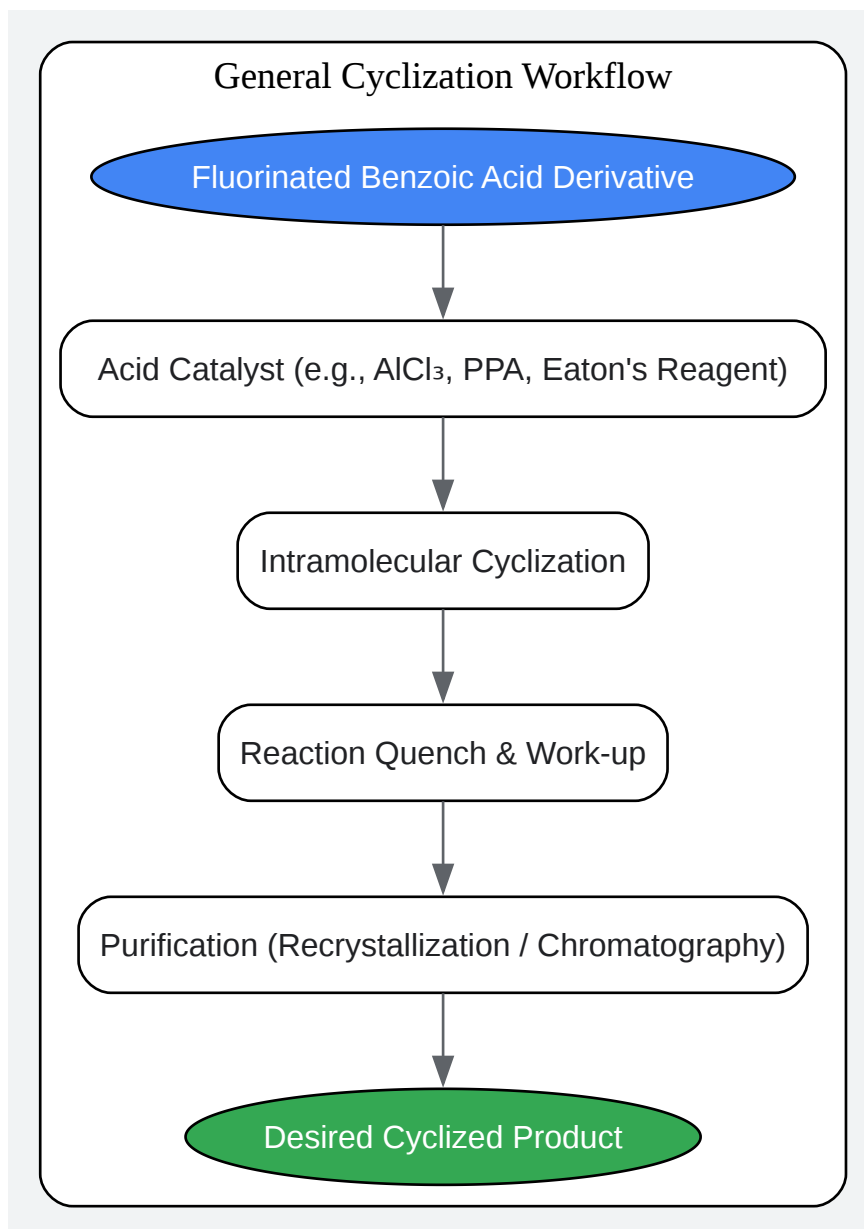 General Cyclization Workflow
Fluorinated Benzoic Acid Derivative
Acid Catalyst (e.g., AlCl₃, PPA, Eaton's Reagent)
Intramolecular Cyclization
Reaction Quench & Work-up
Purification (Recrystallization / Chromatography)
Desired Cyclized Product